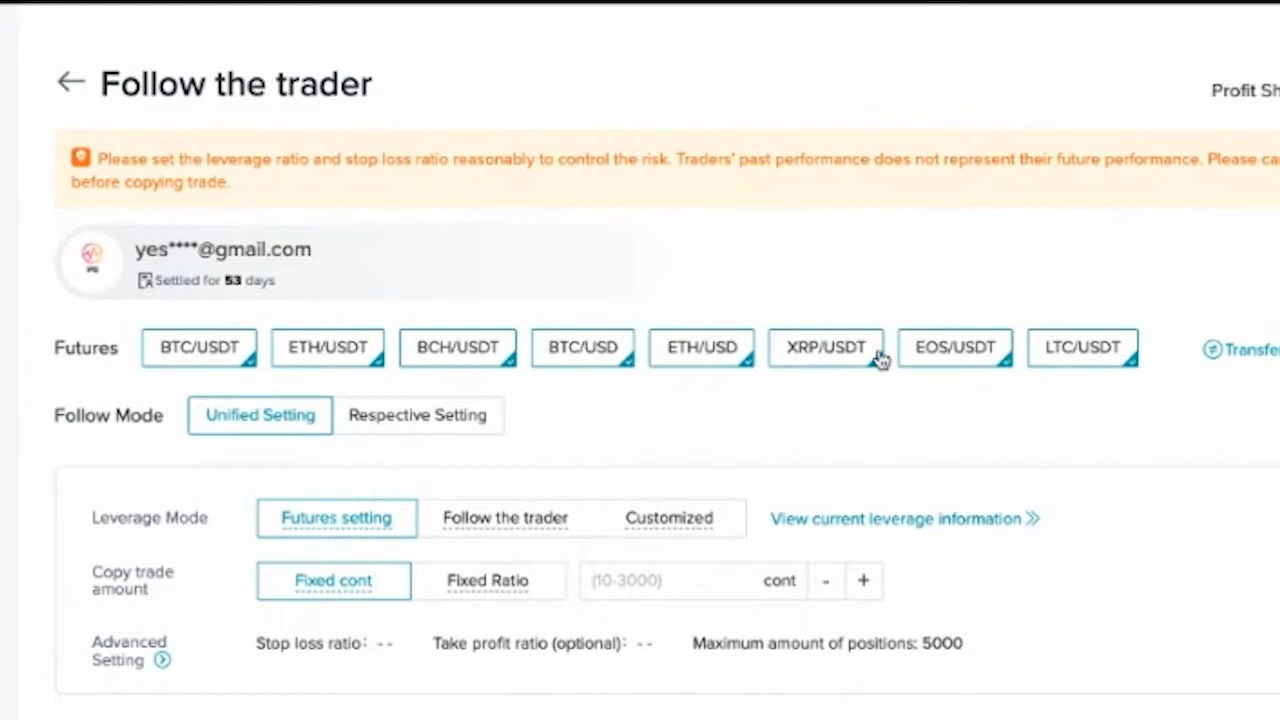 Follow the trader
Profit Sh
Please set the leverage ratio and stop loss ratio reasonably to control the risk. Traders' past performance does not represent their future performance. Please ca
before copying trade.
yes****@gmail.com
Settled for 53 days
Futures BTC/USDT ETH/USDT BCH/USDT BTC/USD ETH/USD XRP/USDT EOS/USDT LTC/USDT Transfe
Follow Mode Unified Setting Respective Setting
Leverage Mode Futures setting Follow the trader Customized View current leverage information
Copy trade
amount
Fixed cont Fixed Ratio (10-3000) cont - +
Advanced
Setting
Stop loss ratio: -- Take profit ratio (optional): -- Maximum amount of positions: 5000